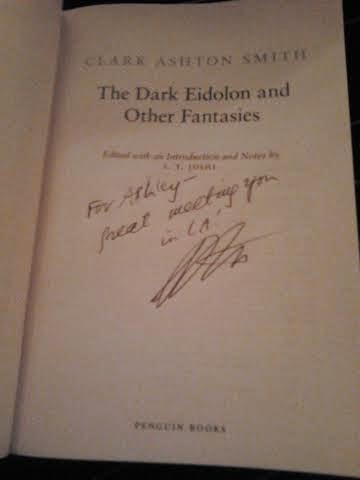 CLARK ASHTON SMITH
The Dark Eidolon and
Other Fantasies
Edited with an Introduction and Notes by
S. T. JOSHI
For Ashley—
great meeting you
in LA!
PENGUIN BOOKS